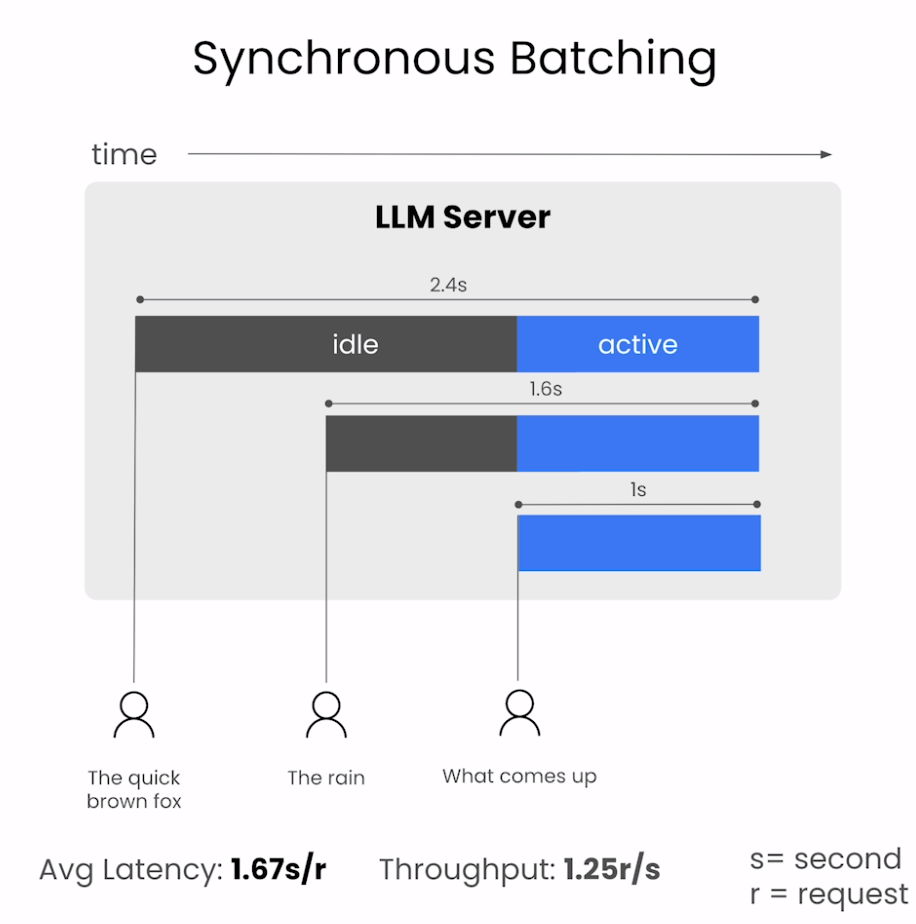 Synchronous Batching
time
LLM Server
2.4s
idle
active
1.6s
1s
The quick
brown fox
The rain
What comes up
Avg Latency: 1.67s/r
Throughput: 1.25r/s
s= second
r = request